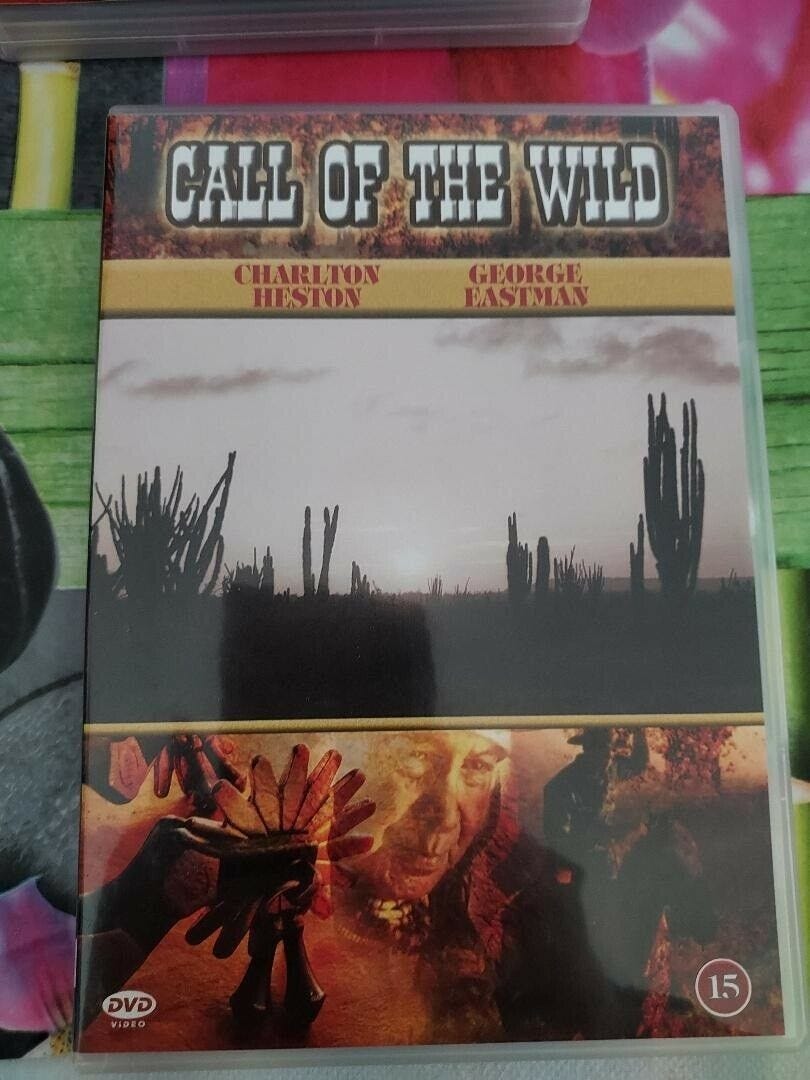 CALL OF THE WILD
CHARLTON HESTON
GEORGE EASTMAN
DVD
VIDEO
15